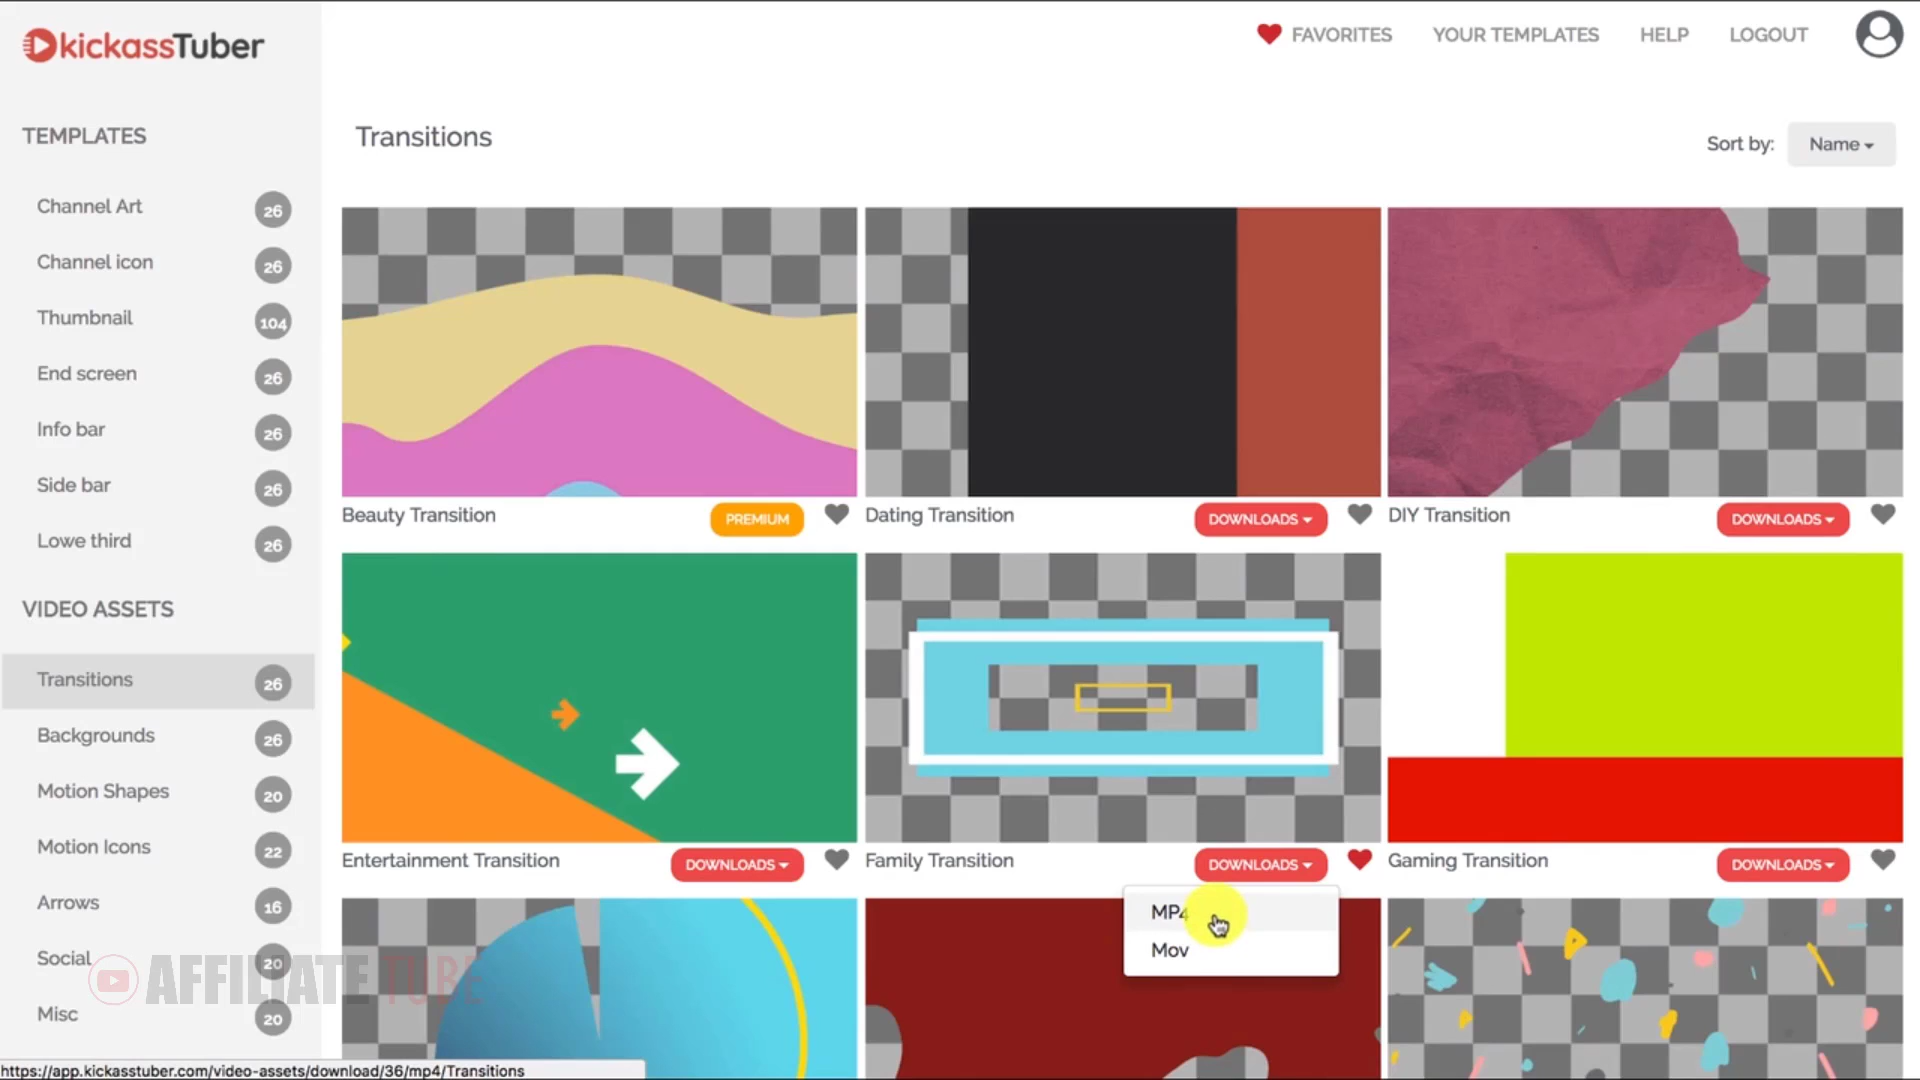 kickassTuber
FAVORITES
YOUR TEMPLATES
HELP
LOGOUT
TEMPLATES
Channel Art 26
Channel icon 26
Thumbnail 104
End screen 26
Info bar 26
Side bar 26
Lowe third 26
VIDEO ASSETS
Transitions 26
Backgrounds 26
Motion Shapes 20
Motion Icons 22
Arrows 16
Social 20
Misc 20
AFFILIATE TUBE
Transitions
Sort by: Name
Beauty Transition PREMIUM
Dating Transition DOWNLOADS
DIY Transition DOWNLOADS
Entertainment Transition DOWNLOADS
Family Transition DOWNLOADS
Gaming Transition DOWNLOADS
MP4
Mov
https://app.kickasstuber.com/video-assets/download/36/mp4/Transitions